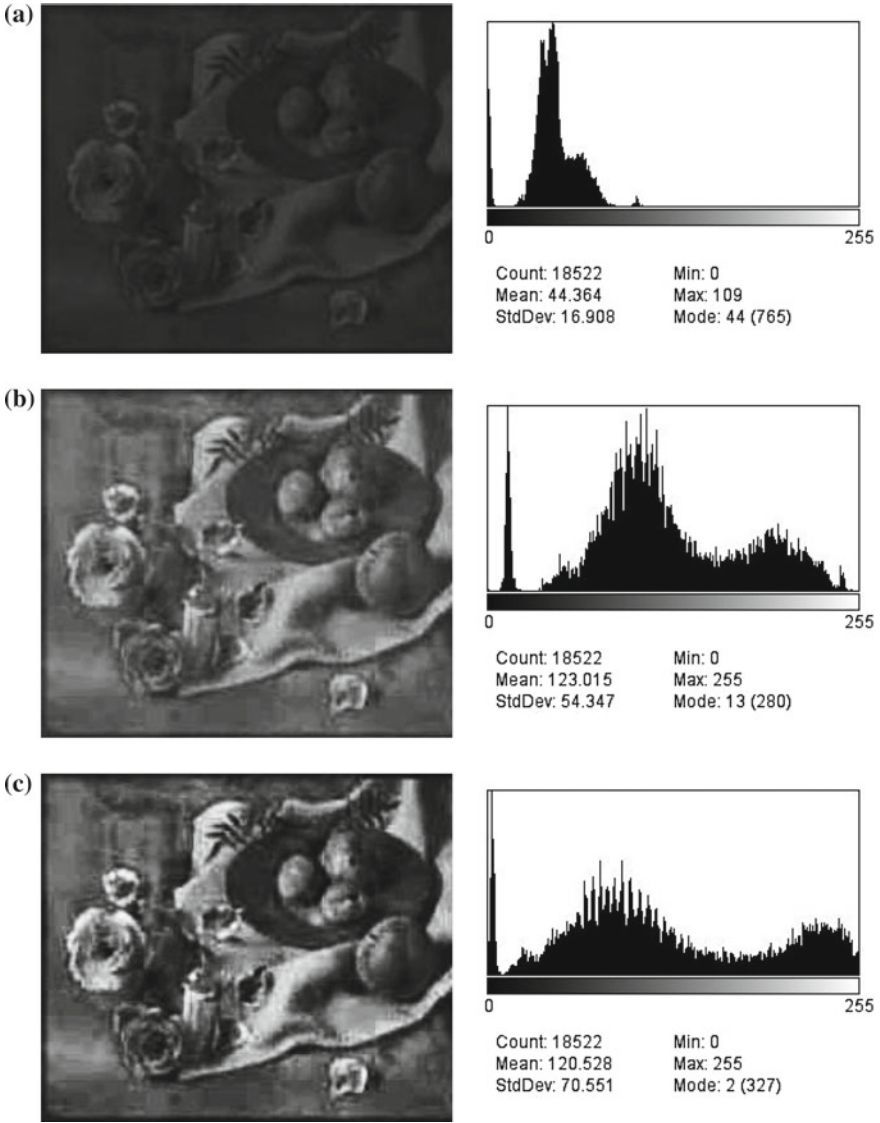 (a)
0 255
Count: 18522 Min: 0
Mean: 44.364 Max: 109
StdDev: 16.908 Mode: 44 (765)
(b)
0 255
Count: 18522 Min: 0
Mean: 123.015 Max: 255
StdDev: 54.347 Mode: 13 (280)
(c)
0 255
Count: 18522 Min: 0
Mean: 120.528 Max: 255
StdDev: 70.551 Mode: 2 (327)